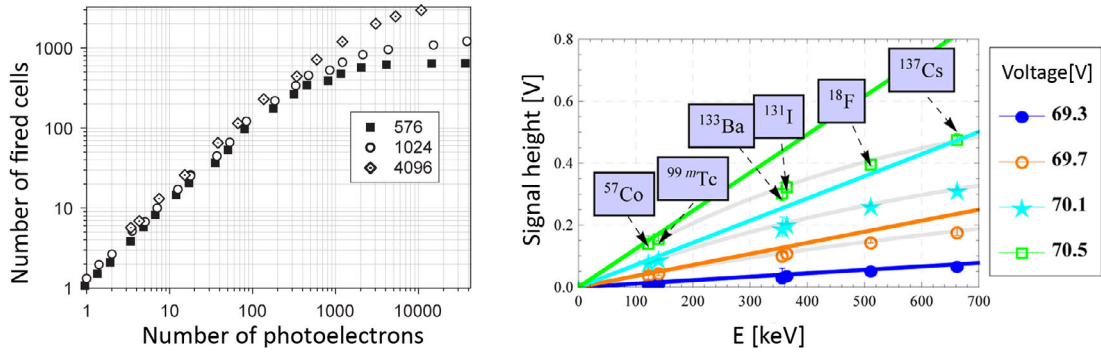 Number of fired cells
1000
100
10
1
1
10
100
1000
10000
Number of photoelectrons
576
1024
4096
Signal height [V]
0.8
0.6
0.4
0.2
0.0
0
100
200
300
400
500
600
700
E [keV]
⁵⁷Co
⁹⁹ᵐTc
¹³³Ba
¹³¹I
¹⁸F
¹³⁷Cs
Voltage[V]
69.3
69.7
70.1
70.5